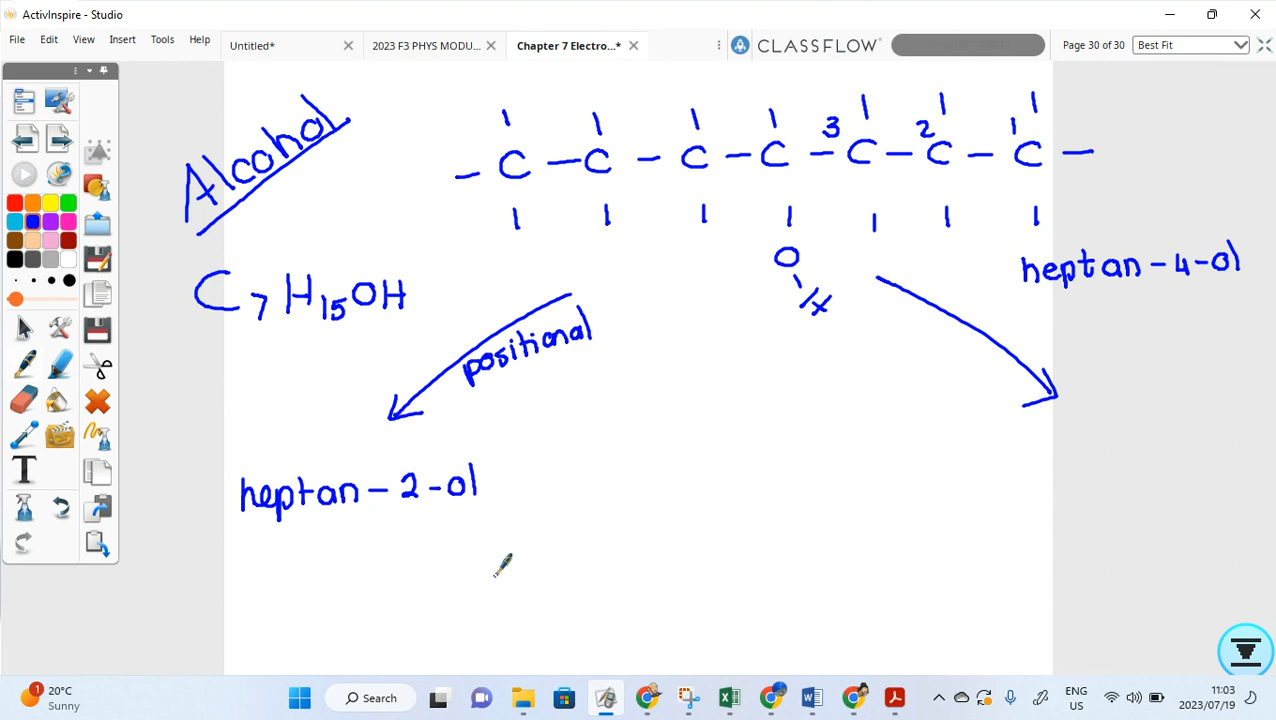 ActivInspire - Studio
File Edit View Insert Tools Help
Untitled*
2023 F3 PHYS MODU...
Chapter 7 Electro...*
CLASSFLOW
Page 30 of 30
Best Fit
Alcohol
3 2 1
- C - C - C - C - C - C - C -
O
H
heptan - 4 - ol
C7H15OH
positional
heptan - 2 - ol
T
1
20°C
Sunny
Search
ENG
US
11:03
2023/07/19